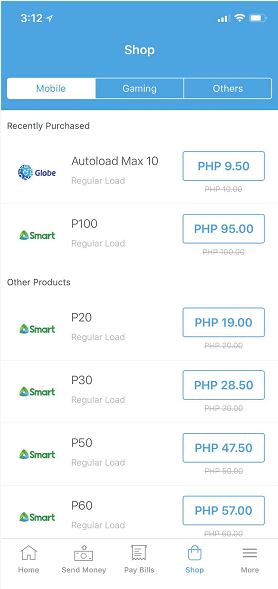 3:12
Shop
Mobile
Gaming
Others
Recently Purchased
Globe
Autoload Max 10
Regular Load
PHP 9.50
PHP 10.00
Smart
P100
Regular Load
PHP 95.00
PHP 100.00
Other Products
Smart
P20
Regular Load
PHP 19.00
PHP 20.00
Smart
P30
Regular Load
PHP 28.50
PHP 30.00
Smart
P50
Regular Load
PHP 47.50
PHP 50.00
Smart
P60
Regular Load
PHP 57.00
PHP 60.00
Home
Send Money
Pay Bills
Shop
More